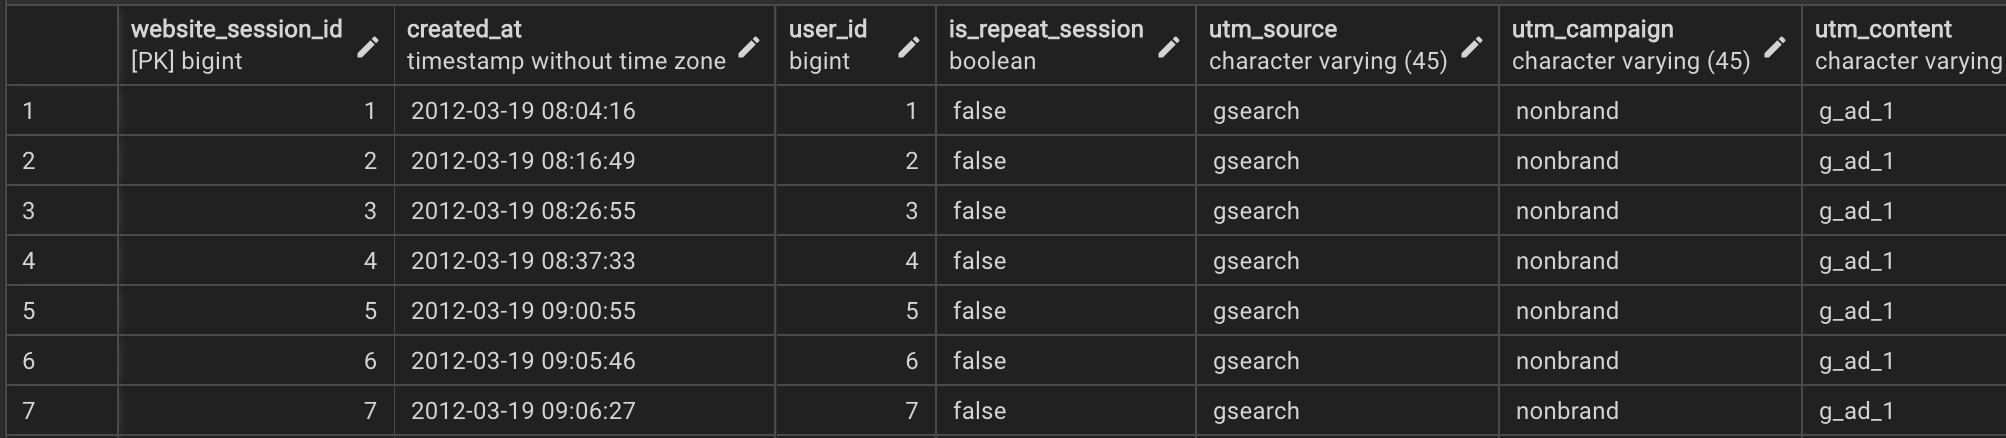 website_session_id created_at user_id is_repeat_session utm_source utm_campaign utm_content
[PK] bigint timestamp without time zone bigint boolean character varying (45) character varying (45) character varying
1 1 2012-03-19 08:04:16 1 false gsearch nonbrand g_ad_1
2 2 2012-03-19 08:16:49 2 false gsearch nonbrand g_ad_1
3 3 2012-03-19 08:26:55 3 false gsearch nonbrand g_ad_1
4 4 2012-03-19 08:37:33 4 false gsearch nonbrand g_ad_1
5 5 2012-03-19 09:00:55 5 false gsearch nonbrand g_ad_1
6 6 2012-03-19 09:05:46 6 false gsearch nonbrand g_ad_1
7 7 2012-03-19 09:06:27 7 false gsearch nonbrand g_ad_1